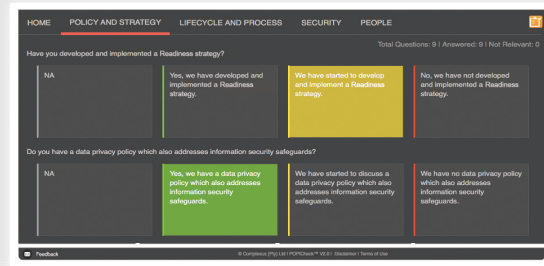 HOME POLICY AND STRATEGY LIFECYCLE AND PROCESS SECURITY PEOPLE
Total Questions: 9 | Answered: 9 | Not Relevant: 0
Have you developed and implemented a Readiness strategy?
NA
Yes, we have developed and
implemented a Readiness
strategy.
We have started to develop
and implement a Readiness
strategy.
No, we have not developed
and implemented a Readiness
strategy.
Do you have a data privacy policy which also addresses information security safeguards?
NA
Yes, we have a data privacy
policy which also addresses
information security
safeguards.
We have started to discuss a
data privacy policy which also
addresses information security
safeguards.
We have no data privacy policy
which also addresses
information security
safeguards.
Feedback © Compliexus (Pty) Ltd | POPICheck™ V2.0 | Disclaimer | Terms of Use